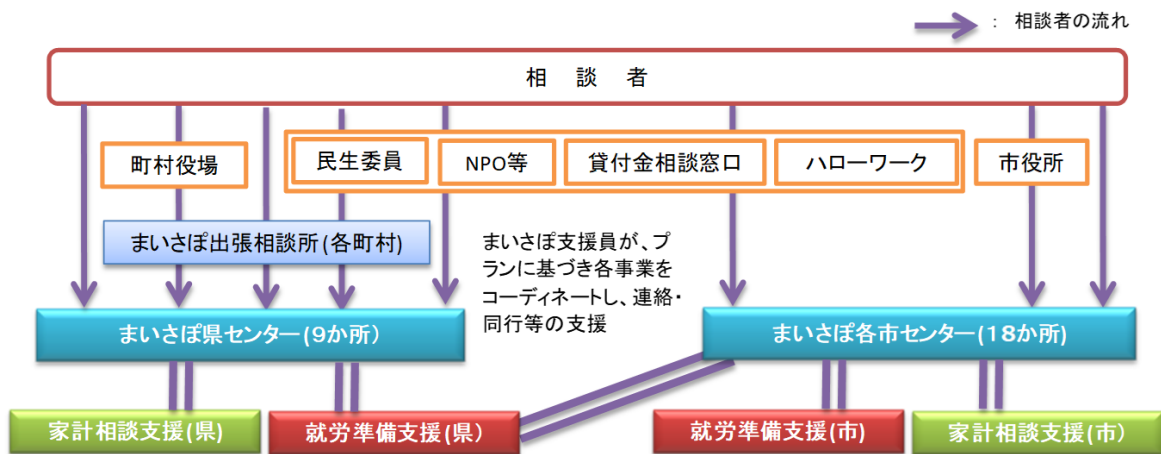 ： 相談者の流れ
相　談　者
町村役場
民生委員
NPO等
貸付金相談窓口
ハローワーク
市役所
まいさぽ出張相談所(各町村)
まいさぽ支援員が、プ
ランに基づき各事業を
コーディネートし、連絡・
同行等の支援
まいさぽ県センター(9か所)
まいさぽ各市センター(18か所)
家計相談支援(県)
就労準備支援(県)
就労準備支援(市)
家計相談支援(市)